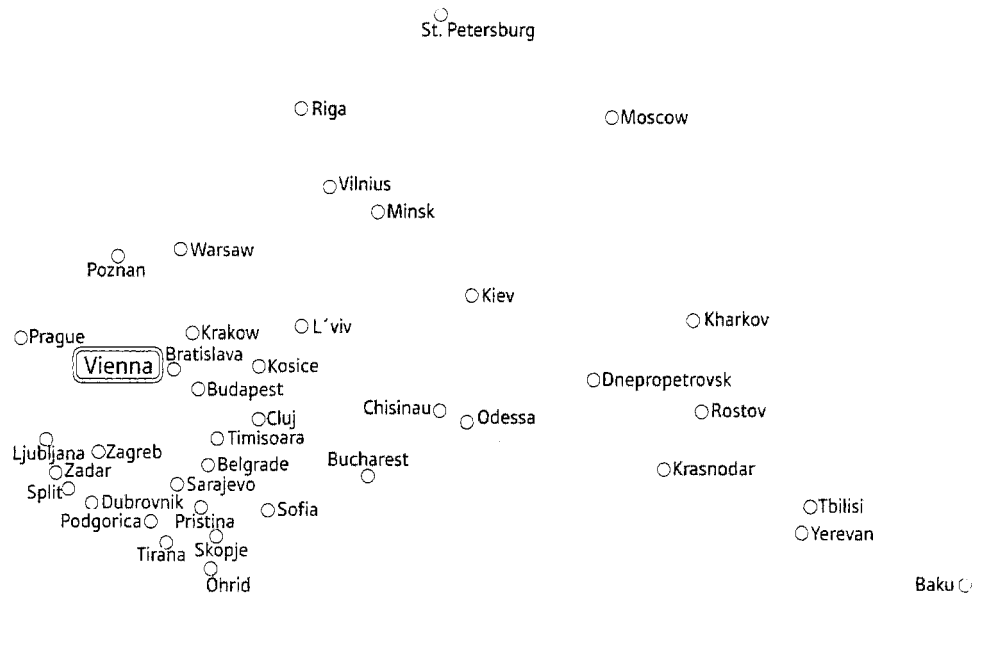 St. Petersburg
Riga
Moscow
Vilnius
Minsk
Warsaw
Poznan
Kiev
Kharkov
L´viv
Krakow
Prague
Bratislava
Vienna
Kosice
Dnepropetrovsk
Budapest
Chisinau
Rostov
Cluj
Odessa
Timisoara
Ljubljana
Zagreb
Bucharest
Belgrade
Zadar
Krasnodar
Sarajevo
Split
Dubrovnik
Tbilisi
Sofia
Podgorica
Pristina
Yerevan
Skopje
Tirana
Ohrid
Baku